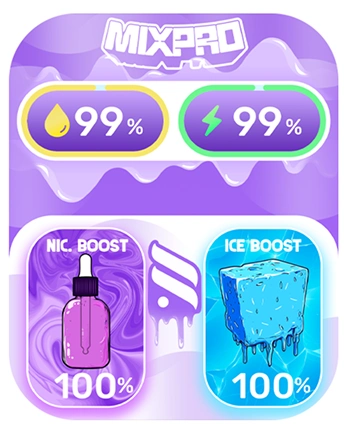 MIXPRO
99% 99%
NIC. BOOST ICE BOOST
100% 100%